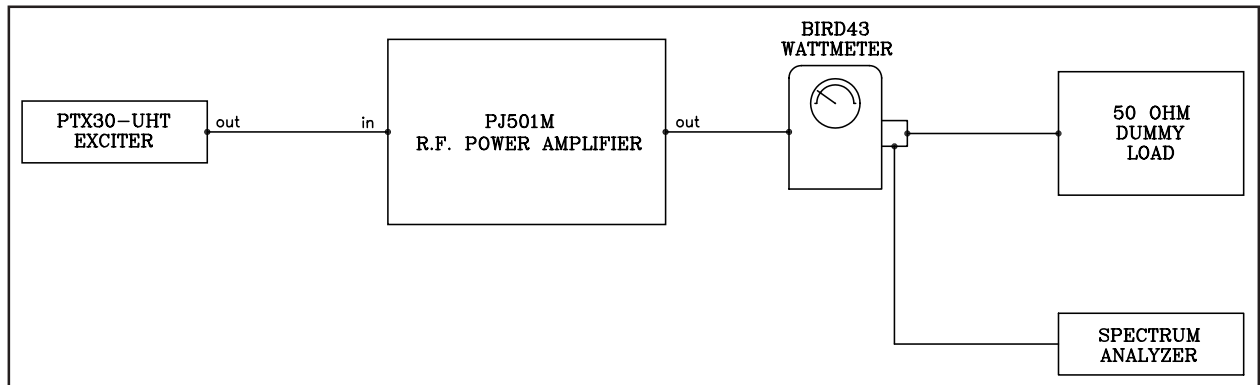 PTX30-UHT
EXCITER
out
in
PJ501M
R.F. POWER AMPLIFIER
out
BIRD43
WATTMETER
50 OHM
DUMMY
LOAD
SPECTRUM
ANALYZER